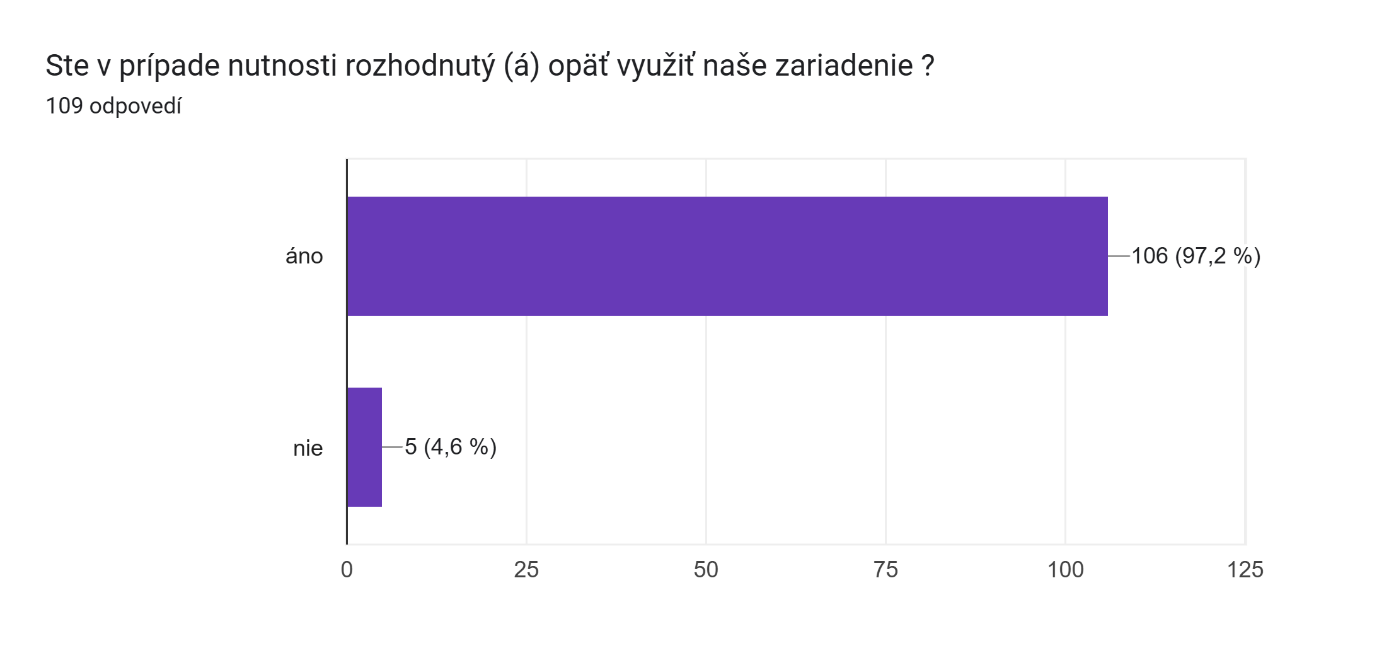 Ste v prípade nutnosti rozhodnutý (á) opäť využiť naše zariadenie ?
109 odpovedí
áno
106 (97,2 %)
nie
5 (4,6 %)
0 25 50 75 100 125